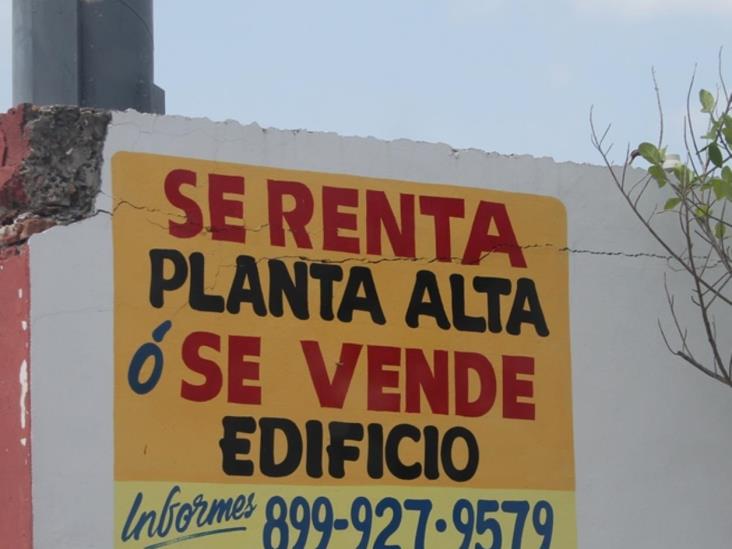 SE RENTA
PLANTA ALTA
Ó SE VENDE
EDIFICIO
Informes 899-927-9579